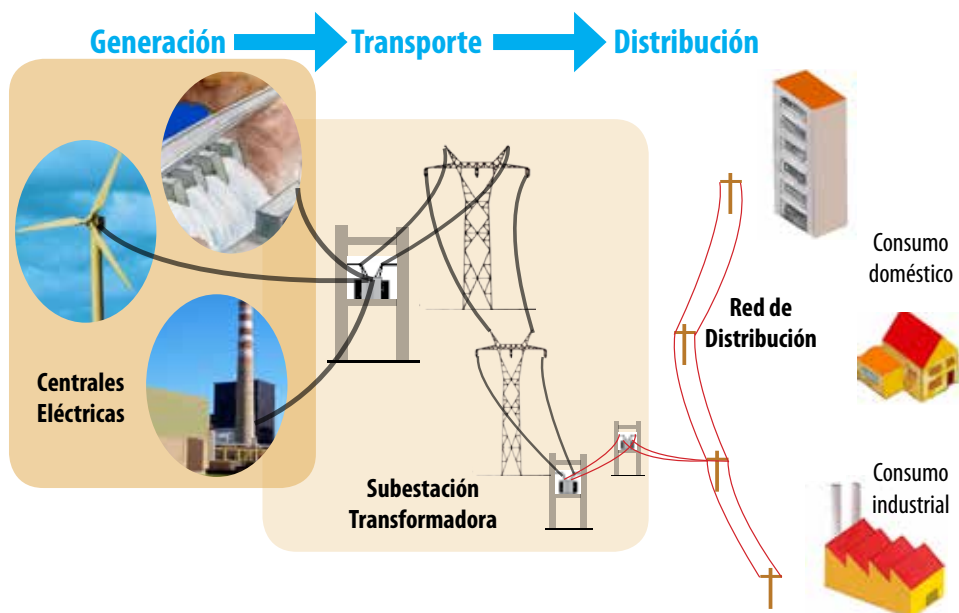 Generación
Transporte
Distribución
Consumo
doméstico
Red de
Distribución
Centrales
Eléctricas
Consumo
industrial
Subestación
Transformadora